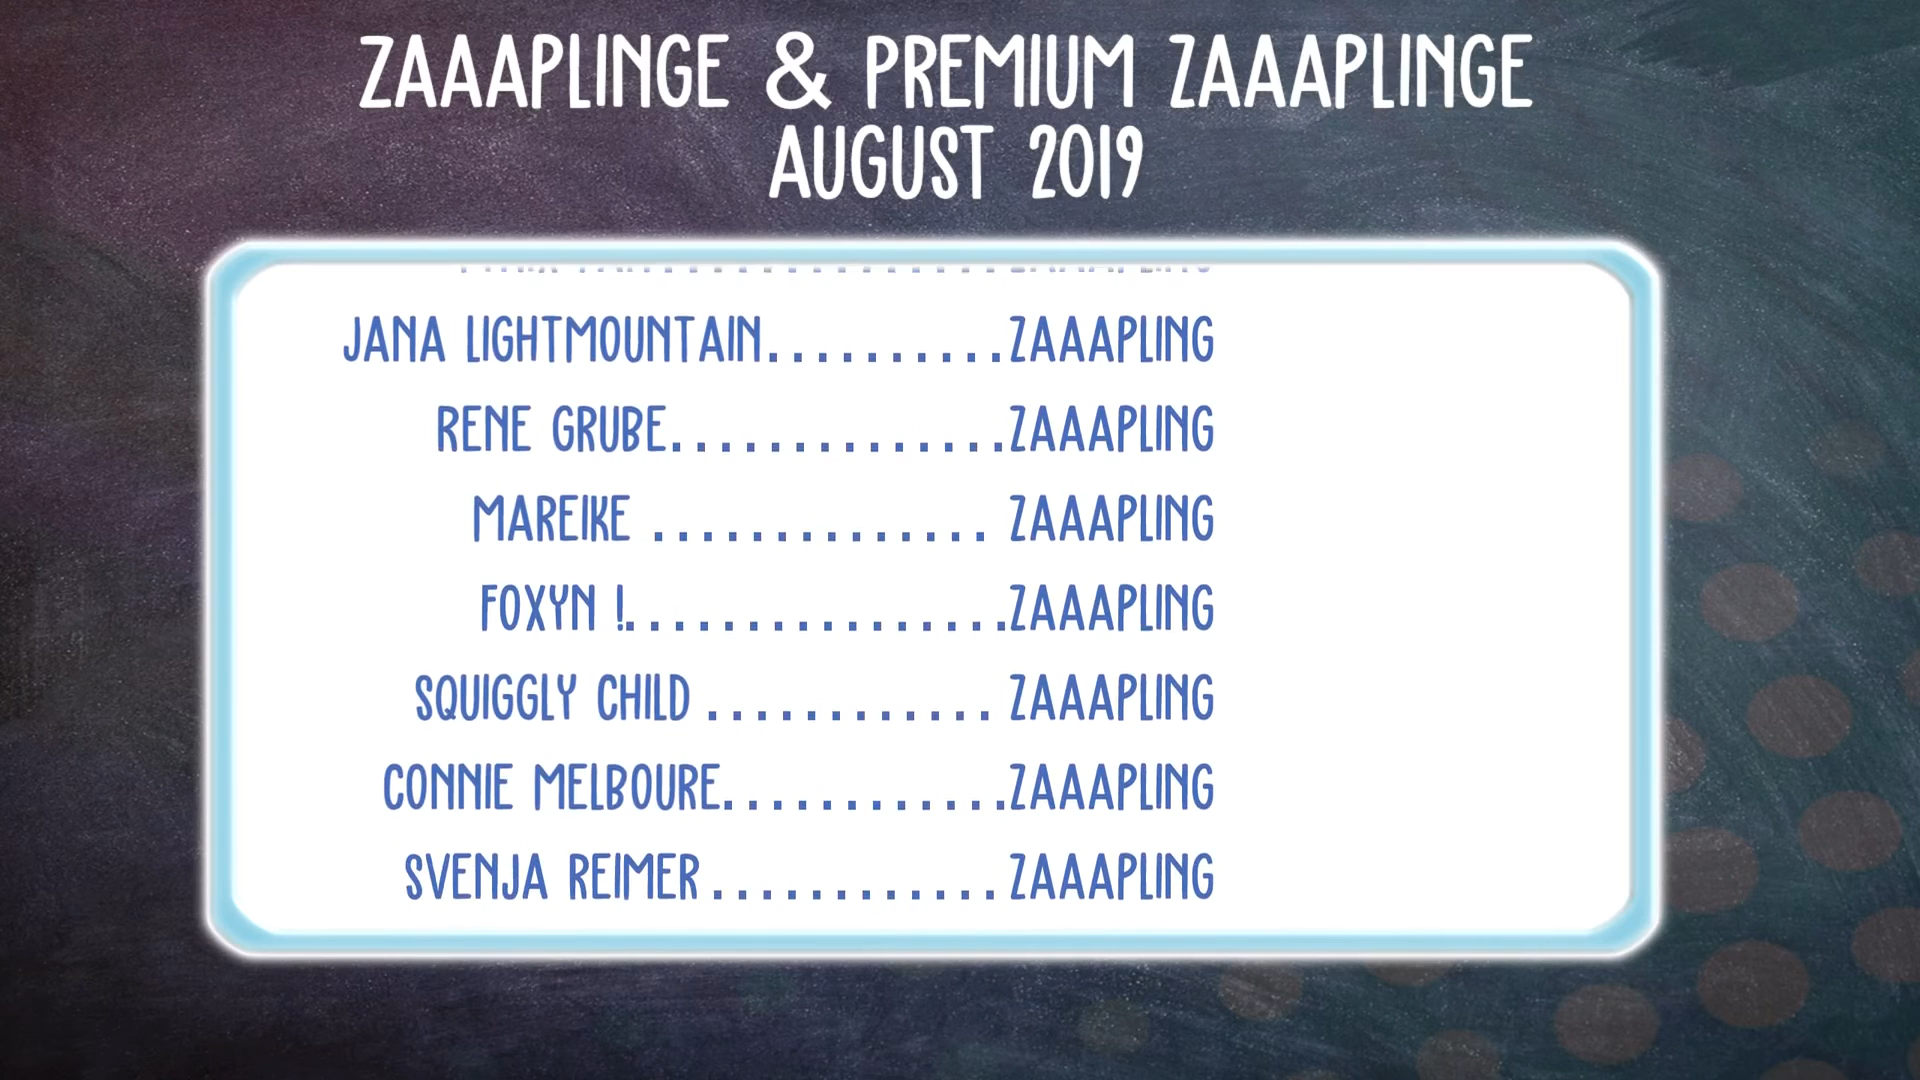 ZAAAPLINGE & PREMIUM ZAAAPLINGE
AUGUST 2019
JANA LIGHTMOUNTAIN..........ZAAAPLING
RENE GRUBE..............ZAAAPLING
MAREIKE .............. ZAAAPLING
FOXYN !................ZAAAPLING
SQUIGGLY CHILD ............ ZAAAPLING
CONNIE MELBOURE............ZAAAPLING
SVENJA REIMER ............ ZAAAPLING